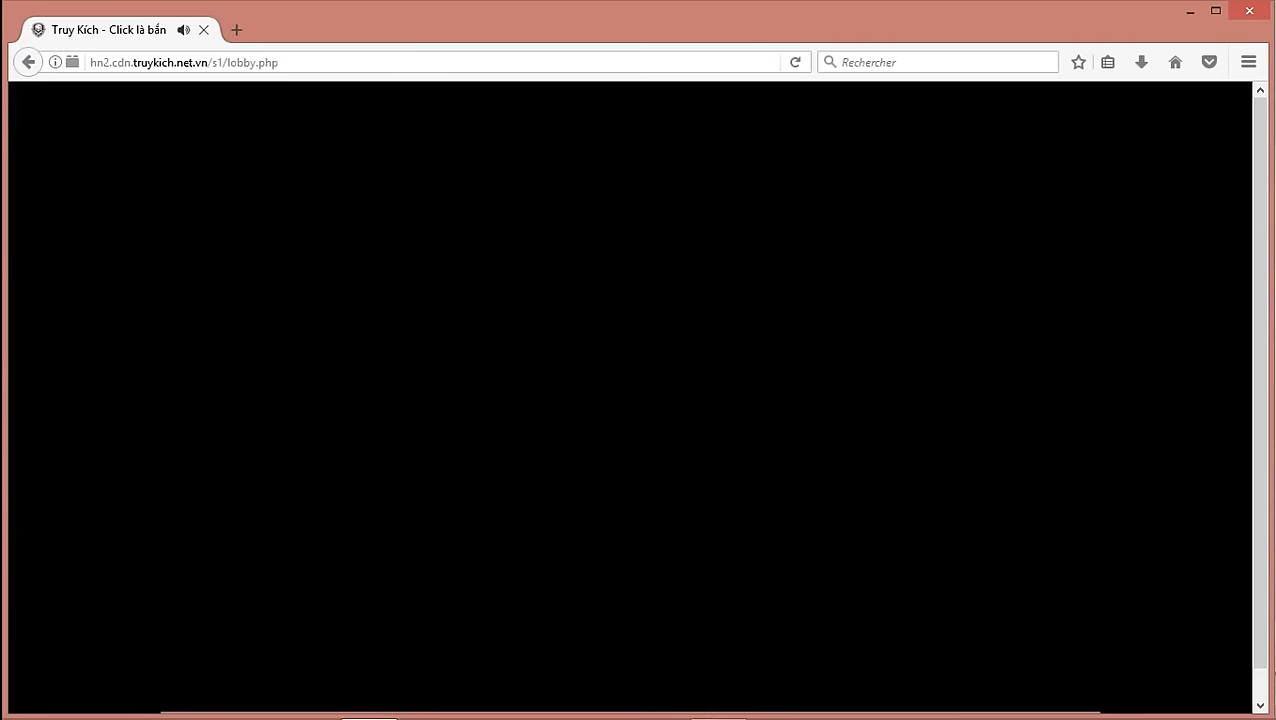 Truy Kích - Click là bắn
hn2.cdn.truykich.net.vn/s1/lobby.php
Rechercher